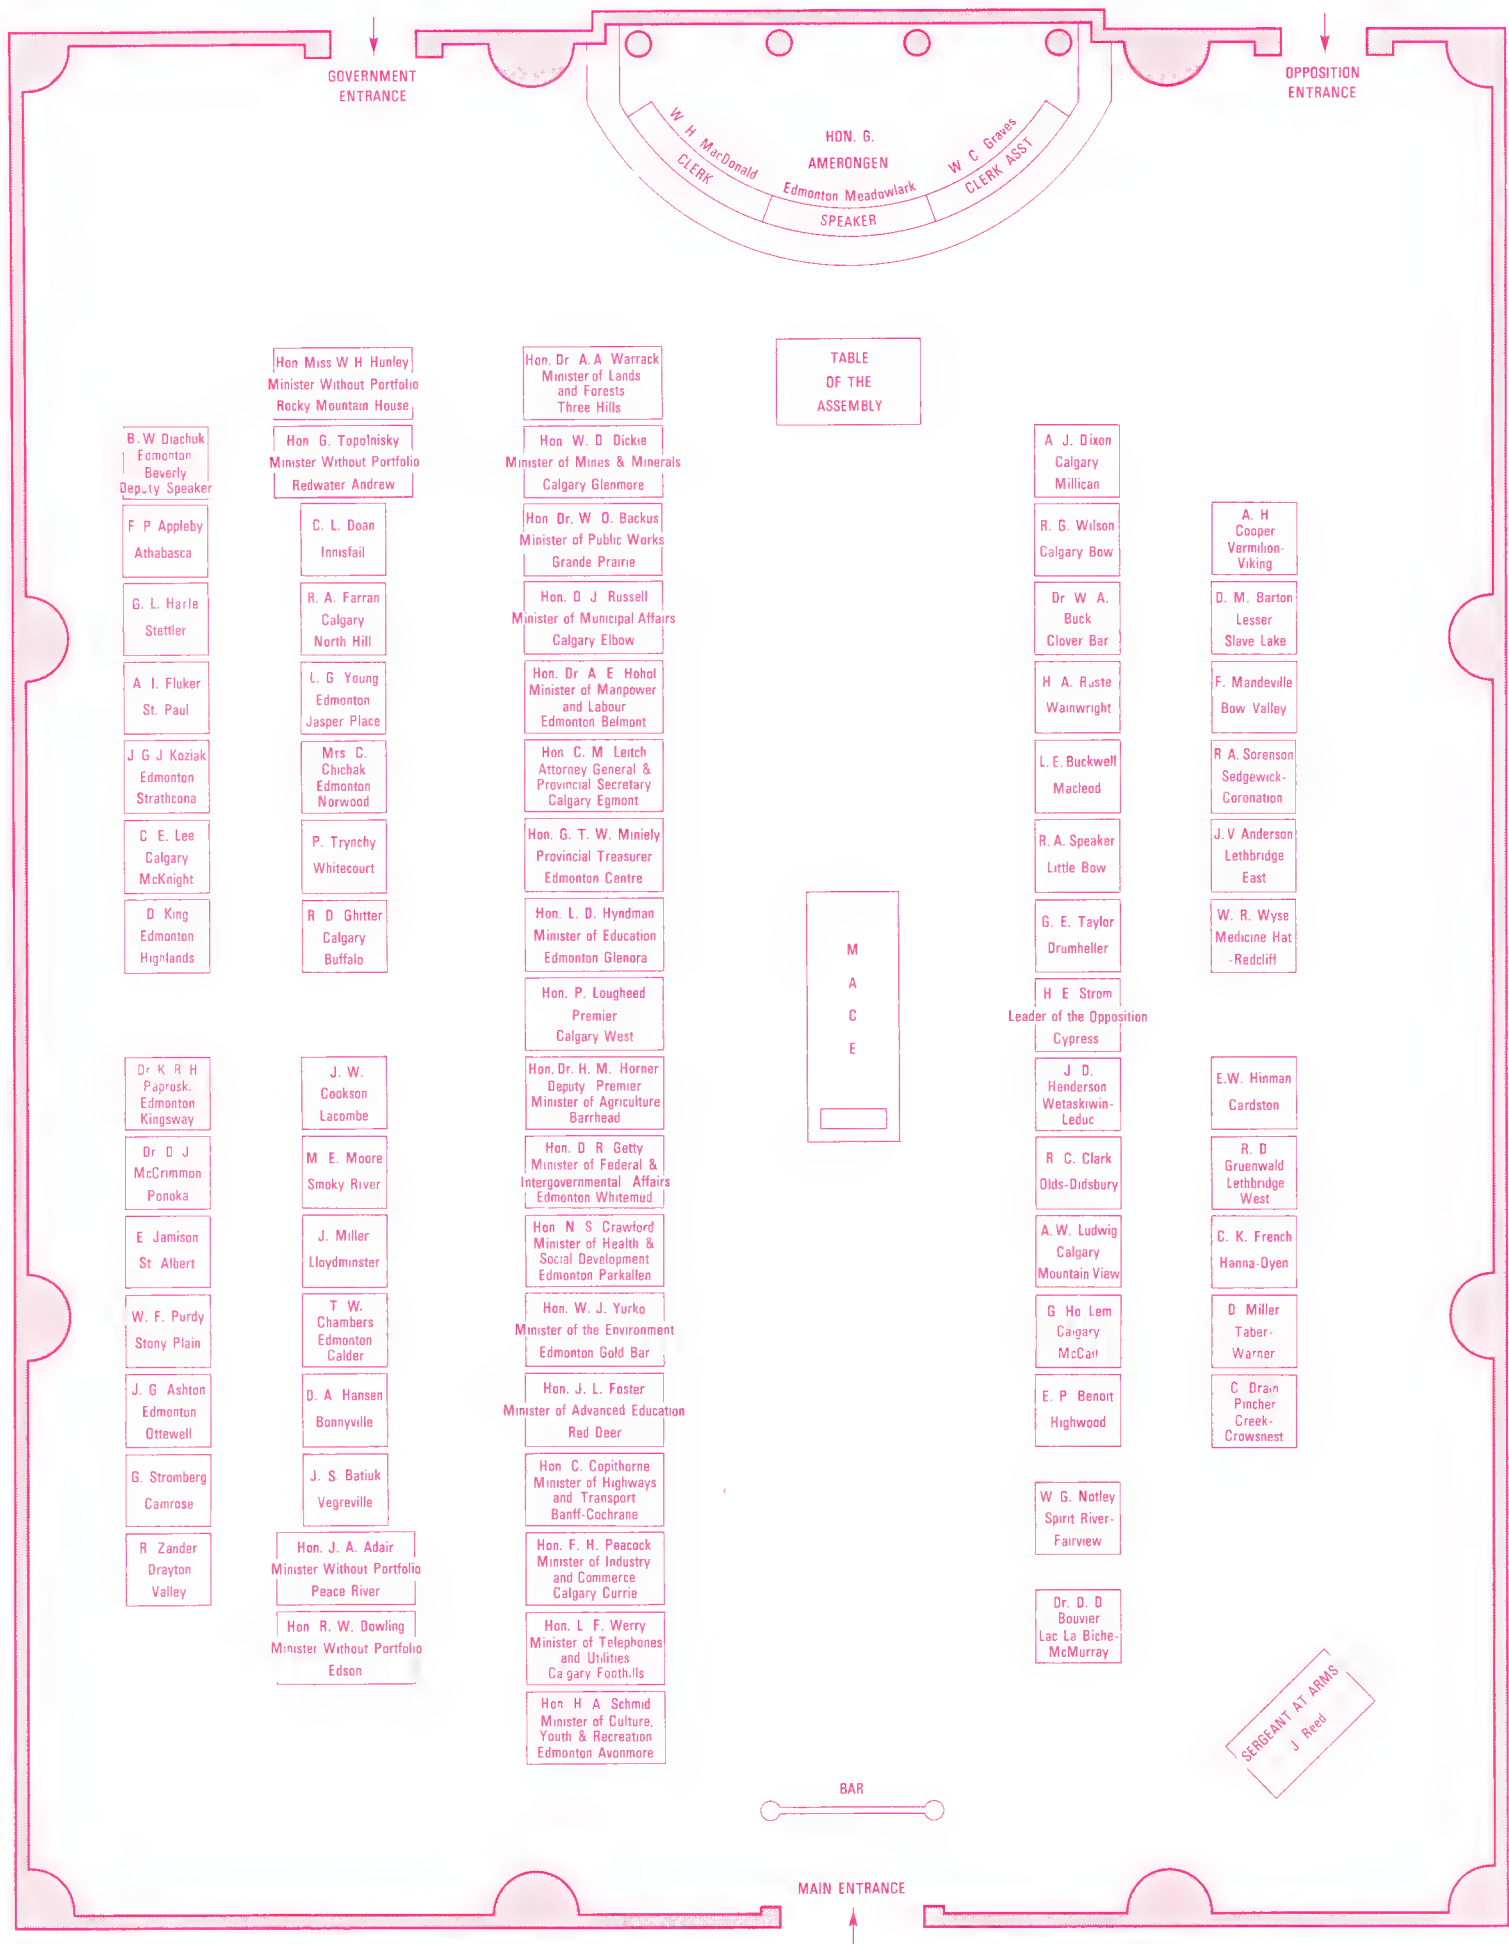 GOVERNMENT
ENTRANCE
OPPOSITION
ENTRANCE
W H MacDonald
CLERK
HON. G.
AMERONGEN
Edmonton Meadowlark
SPEAKER
W C Graves
CLERK ASST
TABLE
OF THE
ASSEMBLY
B. W Diachuk
Edmonton
Beverly
Deputy Speaker
F P Appleby
Athabasca
G. L. Harle
Stettler
A I. Fluker
St. Paul
J G J Koziak
Edmonton
Strathcona
C E. Lee
Calgary
McKnight
D King
Edmonton
Highlands
Dr K R H
Edmonton
Kingsway
Dr D J
McCrimmon
Ponoka
E Jamison
St Albert
W. F. Purdy
Stony Plain
J. G Ashton
Edmonton
Ottewell
G. Stromberg
Camrose
R Zander
Drayton
Valley
Hon Miss W H Hunley
Minister Without Portfolio
Rocky Mountain House
Hon G. Topolnisky
Minister Without Portfolio
Redwater Andrew
C. L. Doan
Innisfail
R. A. Farran
Calgary
North Hill
L. G Young
Edmonton
Jasper Place
Mrs C.
Chichak
Edmonton
Norwood
P. Trynchy
Whitecourt
R D Ghitter
Calgary
Buffalo
J. W.
Cookson
Lacombe
M E. Moore
Smoky River
J. Miller
Lloydminster
T W.
Chambers
Edmonton
Calder
D. A Hansen
Bonnyville
J. S. Batiuk
Vegreville
Hon. J. A. Adair
Minister Without Portfolio
Peace River
Hon R. W. Dowling
Minister Without Portfolio
Edson
Hon. Dr A. A Warrack
Minister of Lands
and Forests
Three Hills
Hon W. D Dickie
Minister of Mines & Minerals
Calgary Glenmore
Hon Dr. W O. Backus
Minister of Public Works
Grande Prairie
Hon. D J Russell
Minister of Municipal Affairs
Calgary Elbow
Hon. Dr A E Hohol
Minister of Manpower
and Labour
Edmonton Belmont
Hon C. M Leitch
Attorney General &
Provincial Secretary
Calgary Egmont
Hon. G. T. W. Miniely
Provincial Treasurer
Edmonton Centre
Hon. L. D. Hyndman
Minister of Education
Edmonton Glenora
Hon. P. Lougheed
Premier
Calgary West
Hon. Dr. H. M. Horner
Deputy Premier
Minister of Agriculture
Barrhead
Hon. D R Getty
Minister of Federal &
Intergovernmental Affairs
Edmonton Whitemud
Hon N S Crawford
Minister of Health &
Social Development
Edmonton Parkallen
Hon. W. J. Yurko
Minister of the Environment
Edmonton Gold Bar
Hon. J. L. Foster
Minister of Advanced Education
Red Deer
Hon C. Copithorne
Minister of Highways
and Transport
Banff-Cochrane
Hon. F. H. Peacock
Minister of Industry
and Commerce
Calgary Currie
Hon. L F. Werry
Minister of Telephones
and Utilities
Calgary Foothills
Hon H A Schmid
Minister of Culture,
Youth & Recreation
Edmonton Avonmore
M
A
C
E
A J. Dixon
Calgary
Millican
R. G. Wilson
Calgary Bow
Dr W A.
Buck
Clover Bar
H A. Ruste
Wainwright
L. E. Buckwell
Macleod
R. A. Speaker
Little Bow
G. E. Taylor
Drumheller
H E Strom
Leader of the Opposition
Cypress
J D.
Henderson
Wetaskiwin-
Leduc
R C. Clark
Olds-Didsbury
A. W. Ludwig
Calgary
Mountain View
G Ho Lem
Calgary
McCall
E. P Benoit
Highwood
W G. Notley
Spirit River-
Fairview
Dr. D. D
Bouvier
Lac La Biche-
McMurray
A. H
Cooper
Vermilion-
Viking
D. M. Barton
Lesser
Slave Lake
F. Mandeville
Bow Valley
R A. Sorenson
Sedgewick-
Coronation
J. V Anderson
Lethbridge
East
W. R. Wyse
Medicine Hat
-Redcliff
E.W. Hinman
Cardston
R. D
Gruenwald
Lethbridge
West
C. K. French
Hanna-Oyen
D Miller
Taber-
Warner
C Drain
Pincher
Creek-
Crowsnest
SERGEANT AT ARMS
J Reed
BAR
MAIN ENTRANCE